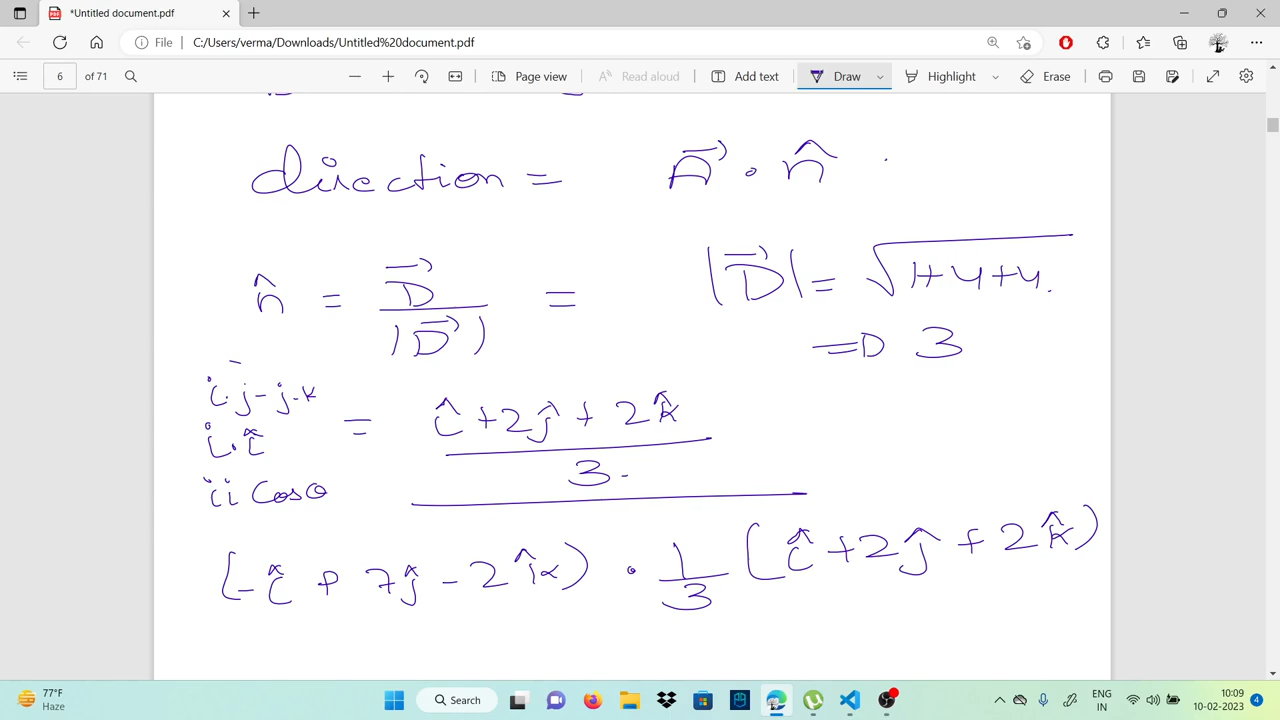 *Untitled document.pdf
File C:/Users/verma/Downloads/Untitled%20document.pdf
6 of 71 Page view Read aloud Add text Draw Highlight Erase
direction = n⃗ · n̂
n̂ = D⃗ / |D⃗| =
|D⃗| = √1+4+4.
=D 3
i.j - j.k
i.î
ii Cosθ
= î + 2ĵ + 2k̂
3.
(-î + 7ĵ - 2k̂) · 1/3 (î + 2ĵ + 2k̂)
77°F
Haze
Search
ENG
IN
10:09
10-02-2023
4